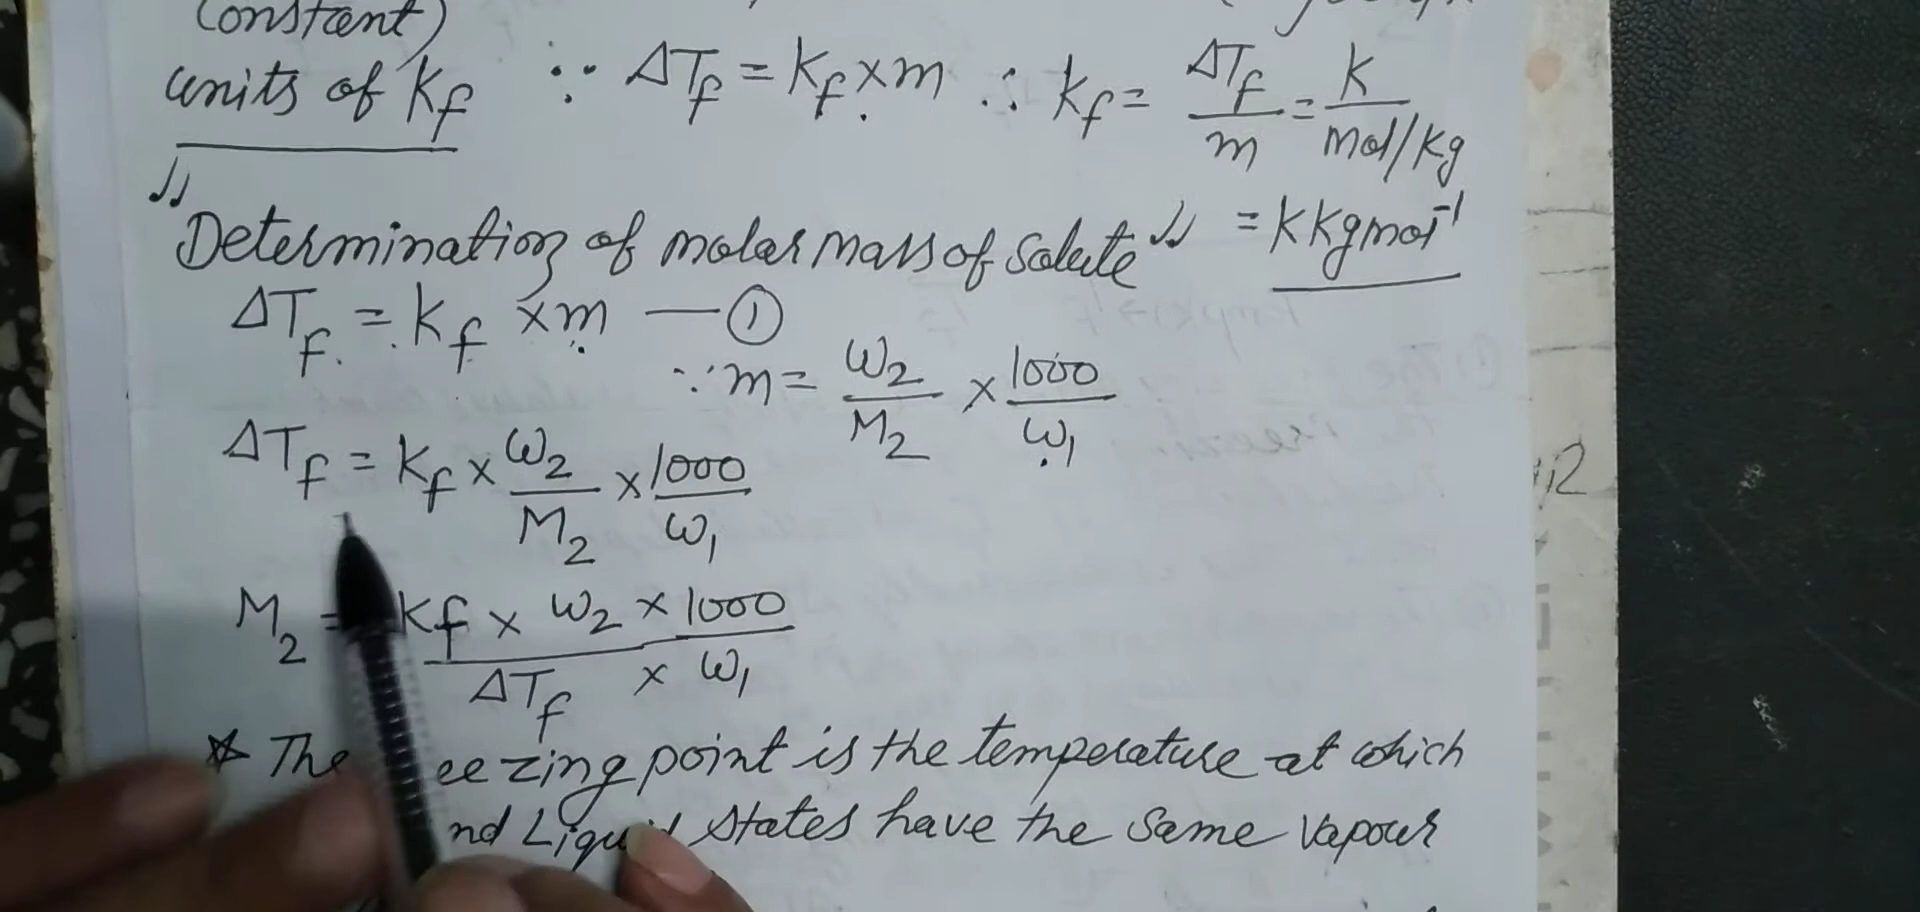 Constant)
units of Kf ∵ ΔTf = Kf × m ∴ Kf = ΔTf/m = K/mol/kg
"Determination of molar mass of solute" = K kg mol⁻¹
ΔTf = Kf × m — ①
∵ m = W2/M2 × 1000/W1
ΔTf = Kf × W2/M2 × 1000/W1
M2 = Kf × W2 × 1000 / ΔTf × W1
* The eezing point is the temperature at which
nd Liquid states have the same vapour
12